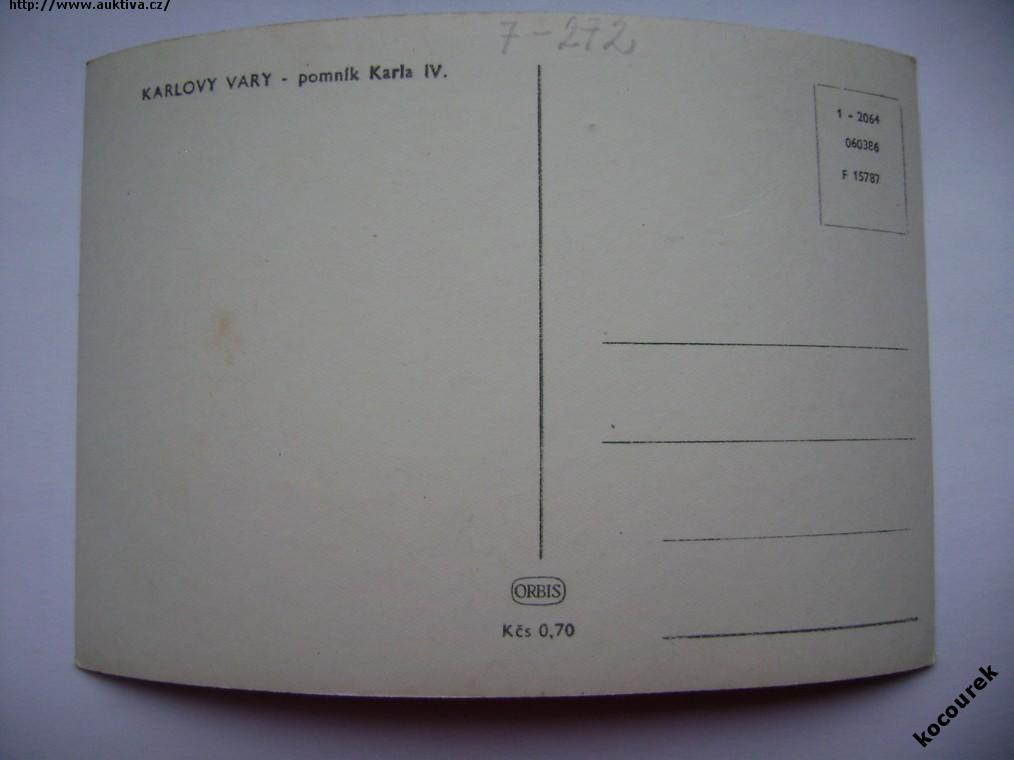 http://www.auktiva.cz/
7-272
KARLOVY VARY - pomník Karla IV.
1 - 2064
060386
F 15787
ORBIS
Kčs 0,70
kocourek